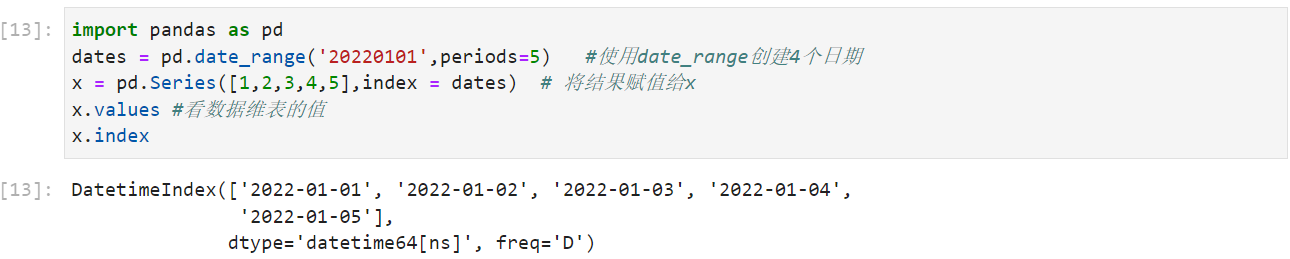 [13]: import pandas as pd
dates = pd.date_range('20220101',periods=5)   #使用date_range创建4个日期
x = pd.Series([1,2,3,4,5],index = dates)  # 将结果赋值给x
x.values #看数据维表的值
x.index
[13]: DatetimeIndex(['2022-01-01', '2022-01-02', '2022-01-03', '2022-01-04',
'2022-01-05'],
dtype='datetime64[ns]', freq='D')